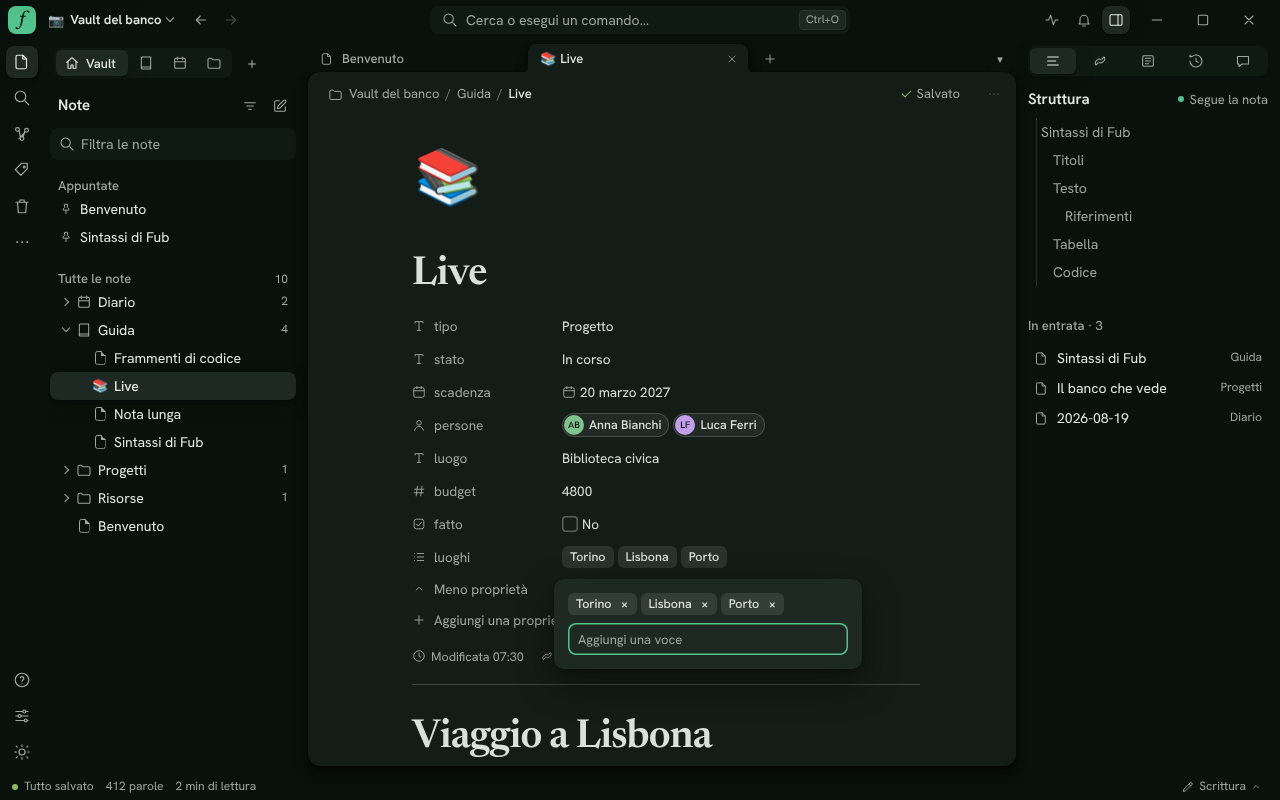 Vault del banco
Cerca o esegui un comando...
Ctrl+O
Vault
Note
Filtra le note
Appuntate
Benvenuto
Sintassi di Fub
Tutte le note 10
Diario 2
Guida 4
Frammenti di codice
Live
Nota lunga
Sintassi di Fub
Progetti 1
Risorse 1
Benvenuto
Tutto salvato 412 parole 2 min di lettura
Benvenuto
Live
Vault del banco / Guida / Live
Salvato
Live
tipo Progetto
stato In corso
scadenza 20 marzo 2027
persone AB Anna Bianchi LF Luca Ferri
luogo Biblioteca civica
budget 4800
fatto No
luoghi Torino Lisbona Porto
Meno proprietà
Torino × Lisbona × Porto ×
Aggiungi una proprie
Aggiungi una voce
Modificata 07:30
Viaggio a Lisbona
Struttura
Segue la nota
Sintassi di Fub
Titoli
Testo
Riferimenti
Tabella
Codice
In entrata · 3
Sintassi di Fub Guida
Il banco che vede Progetti
2026-08-19 Diario
Scrittura